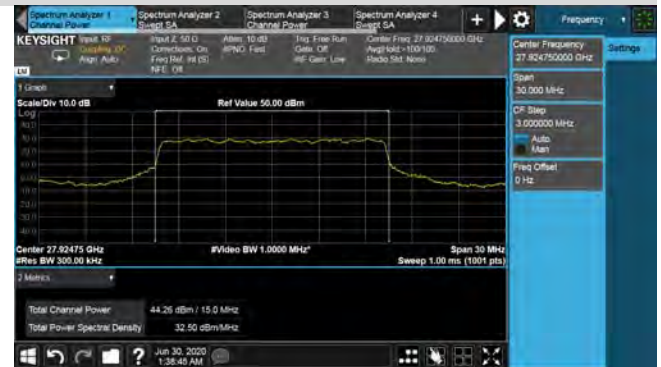 Spectrum Analyzer 1
Channel Power
Spectrum Analyzer 2
Swept SA
Spectrum Analyzer 3
Channel Power
Spectrum Analyzer 4
Swept SA
+
Frequency
KEYSIGHT
Input: RF
Coupling: DC
Align: Auto
Input Z: 50 Ω
Corrections: On
Freq Ref: Int (S)
NFE: Off
Atten: 10 dB
#PNO: Fast
Trig: Free Run
Gate: Off
#IF Gain: Low
Center Freq: 27.924750000 GHz
Avg|Hold:>100/100
Radio Std: None
LM
Center Frequency
27.924750000 GHz
Settings
Span
30.000 MHz
CF Step
3.000000 MHz
Auto
Man
Freq Offset
0 Hz
1 Graph
Scale/Div 10.0 dB
Ref Value 50.00 dBm
Log
Center 27.92475 GHz
#Res BW 300.00 kHz
#Video BW 1.0000 MHz*
Span 30 MHz
Sweep 1.00 ms (1001 pts)
2 Metrics
Total Channel Power
44.26 dBm / 15.0 MHz
Total Power Spectral Density
32.50 dBm/MHz
?
Jun 30, 2020
1:38:48 AM